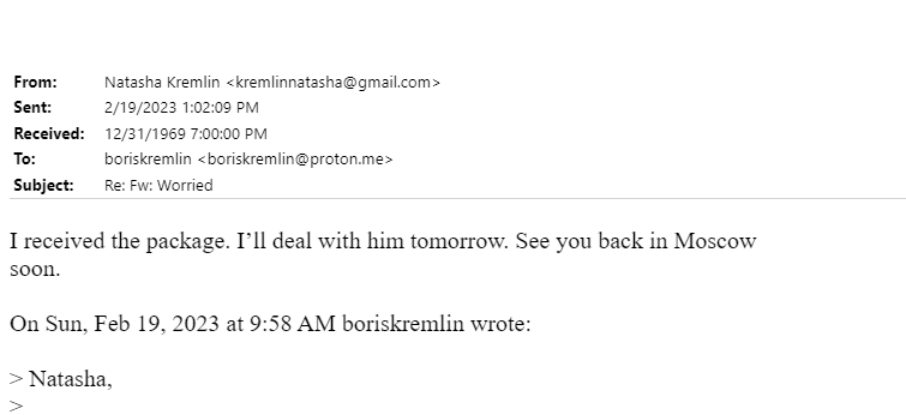 From: Natasha Kremlin <kremlinnatasha@gmail.com>
Sent: 2/19/2023 1:02:09 PM
Received: 12/31/1969 7:00:00 PM
To: boriskremlin <boriskremlin@proton.me>
Subject: Re: Fw: Worried
I received the package. I’ll deal with him tomorrow. See you back in Moscow
soon.
On Sun, Feb 19, 2023 at 9:58 AM boriskremlin wrote:
> Natasha,
>